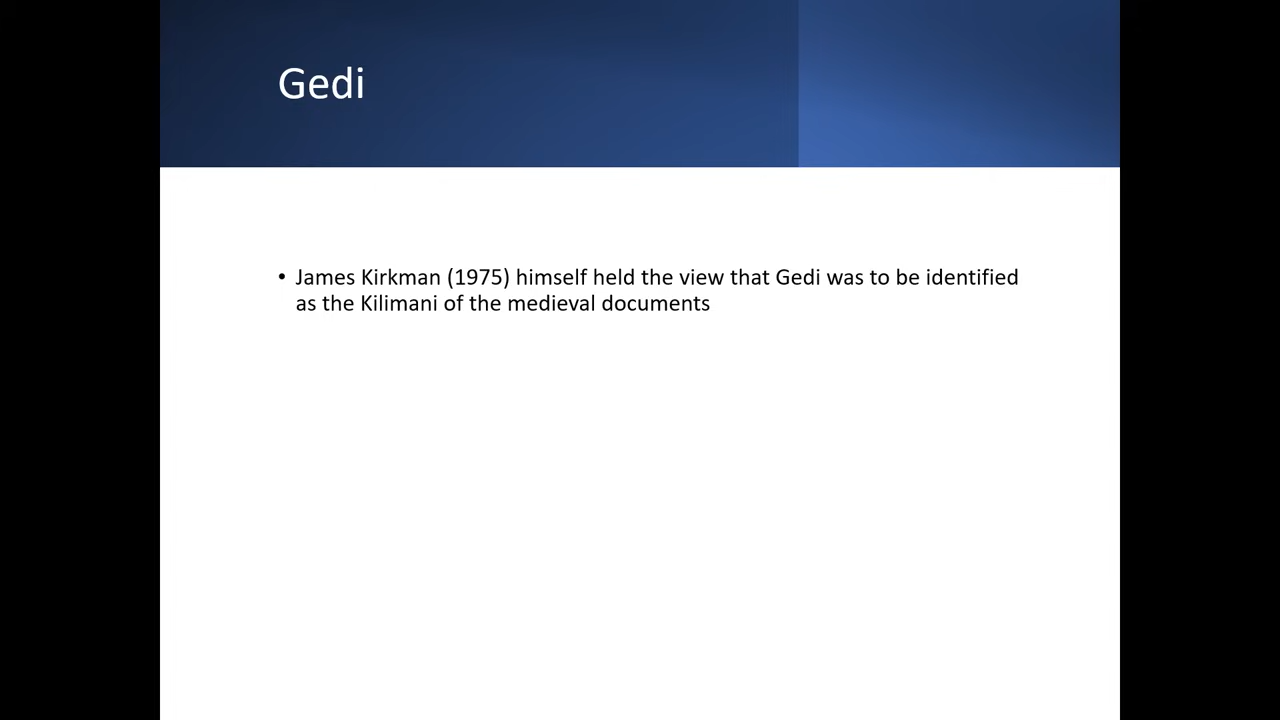 Gedi
• James Kirkman (1975) himself held the view that Gedi was to be identified
as the Kilimani of the medieval documents